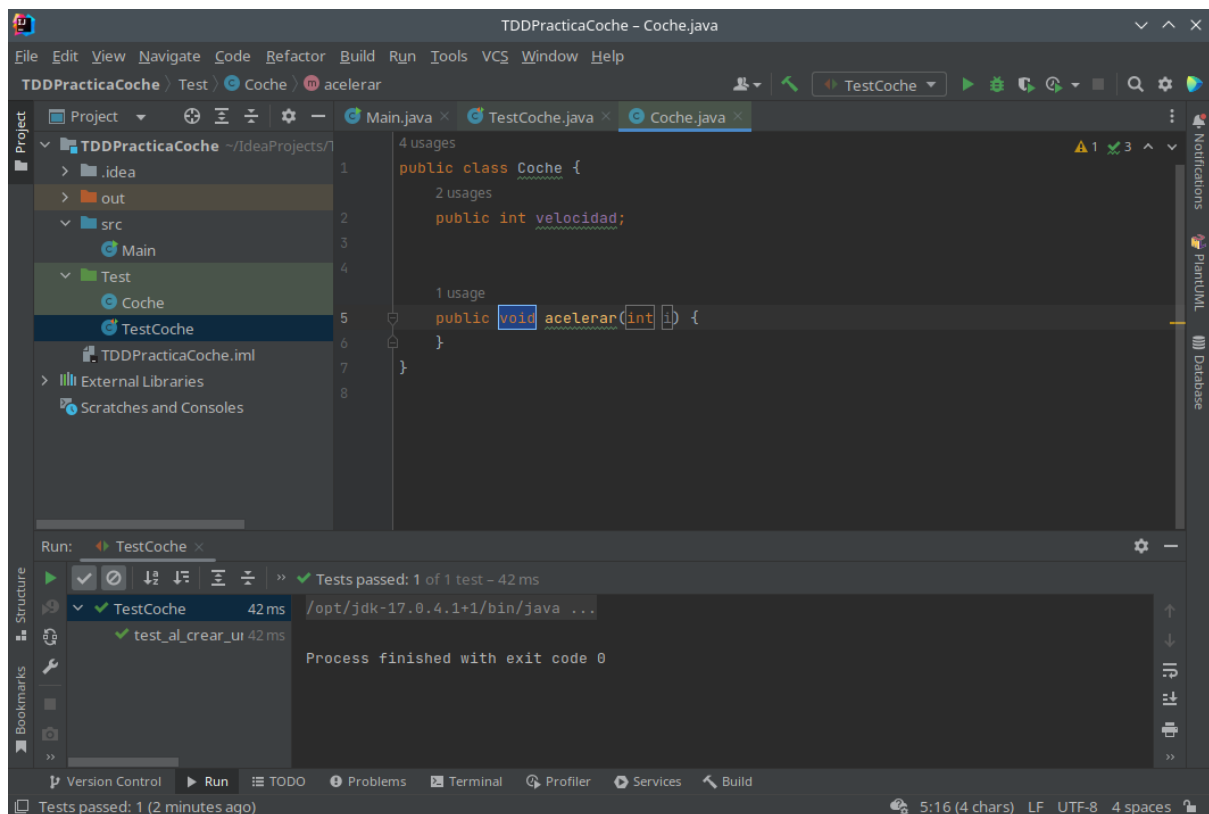 TDDPracticaCoche – Coche.java
File Edit View Navigate Code Refactor Build Run Tools VCS Window Help
TDDPracticaCoche Test Coche acelerar
TestCoche
Project
Project
Main.java TestCoche.java Coche.java
Notifications
PlantUML
Database
TDDPracticaCoche ~/IdeaProjects/T
.idea
out
src
Main
Test
Coche
TestCoche
TDDPracticaCoche.iml
External Libraries
Scratches and Consoles
4 usages
1 3
1 public class Coche {
2 usages
2 public int velocidad;
3
4
1 usage
5 public void acelerar(int i) {
6 }
7 }
8
Run: TestCoche
Structure
Bookmarks
» Tests passed: 1 of 1 test – 42 ms
TestCoche 42 ms
test_al_crear_ui 42 ms
/opt/jdk-17.0.4.1+1/bin/java ...
Process finished with exit code 0
»
»
Version Control Run TODO Problems Terminal Profiler Services Build
Tests passed: 1 (2 minutes ago) 5:16 (4 chars) LF UTF-8 4 spaces